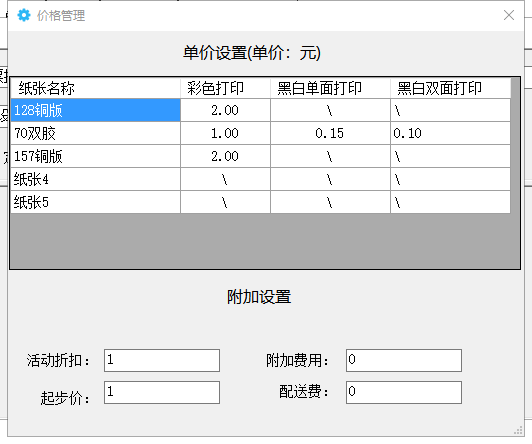 价格管理
单价设置(单价：元)
纸张名称 彩色打印 黑白单面打印 黑白双面打印
128铜版 2.00 \ \
70双胶 1.00 0.15 0.10
157铜版 2.00 \ \
纸张4 \ \ \
纸张5 \ \ \
附加设置
活动折扣： 1 附加费用： 0
起步价： 1 配送费： 0